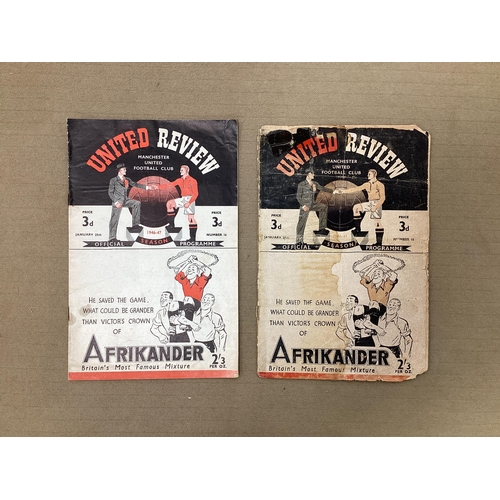 UNITED REVIEW
MANCHESTER
UNITED
FOOTBALL CLUB
PRICE
3d
1946-47
PRICE
3d
OFFICIAL SEASON PROGRAMME
HE SAVED THE GAME,
WHAT COULD BE GRANDER
THAN VICTOR'S CROWN
OF
AFRIKANDER 2/3
PER OZ.
Britain's Most Famous Mixture
UNITED REVIEW
MANCHESTER
UNITED
FOOTBALL CLUB
PRICE
3d
PRICE
3d
OFFICIAL SEASON PROGRAMME
HE SAVED THE GAME,
WHAT COULD BE GRANDER
THAN VICTOR'S CROWN
OF
AFRIKANDER 2/3
PER OZ.
Britain's Most Famous Mixture